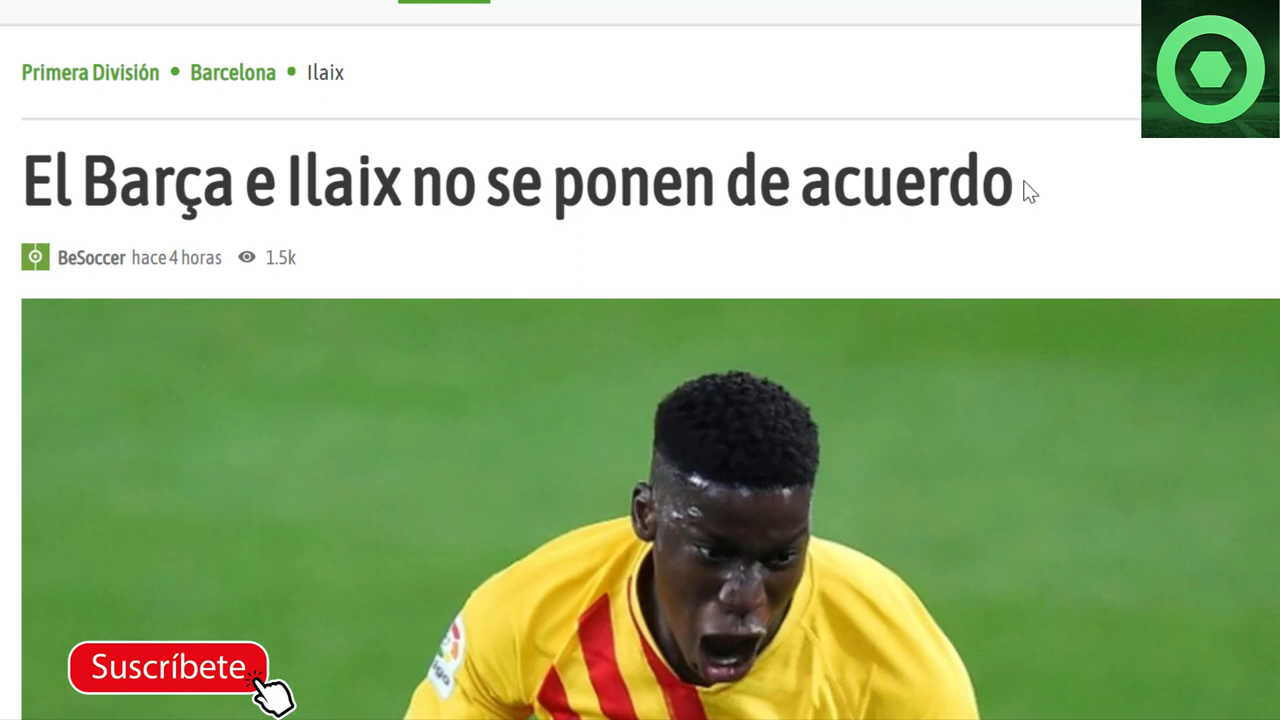 Primera División • Barcelona • Ilaix
El Barça e Ilaix no se ponen de acuerdo
BeSoccer hace 4 horas 1.5k
Suscríbete